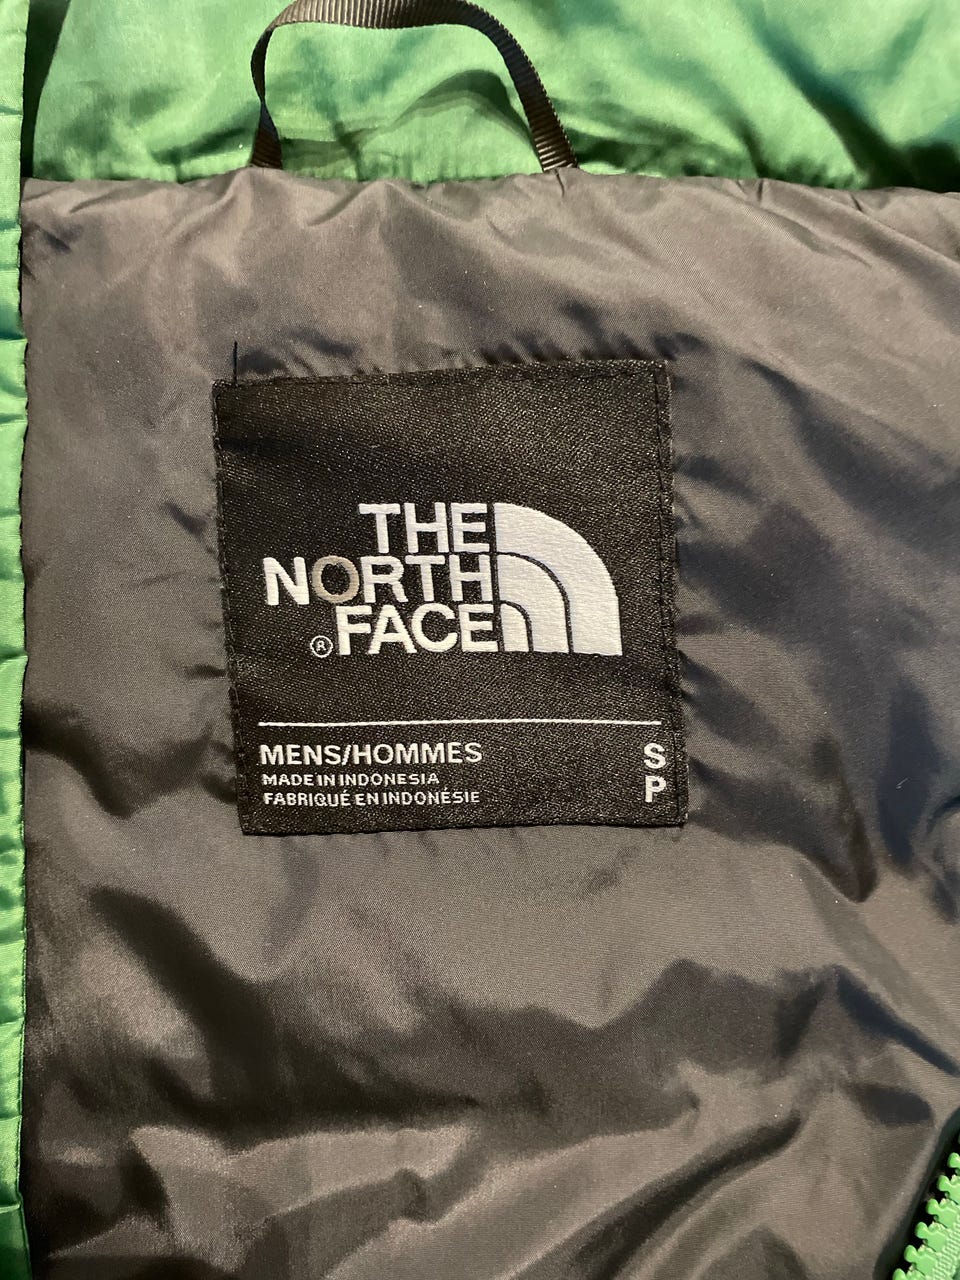 THE
NORTH
FACE
®
MENS/HOMMES S
MADE IN INDONESIA
FABRIQUÉ EN INDONÉSIE P